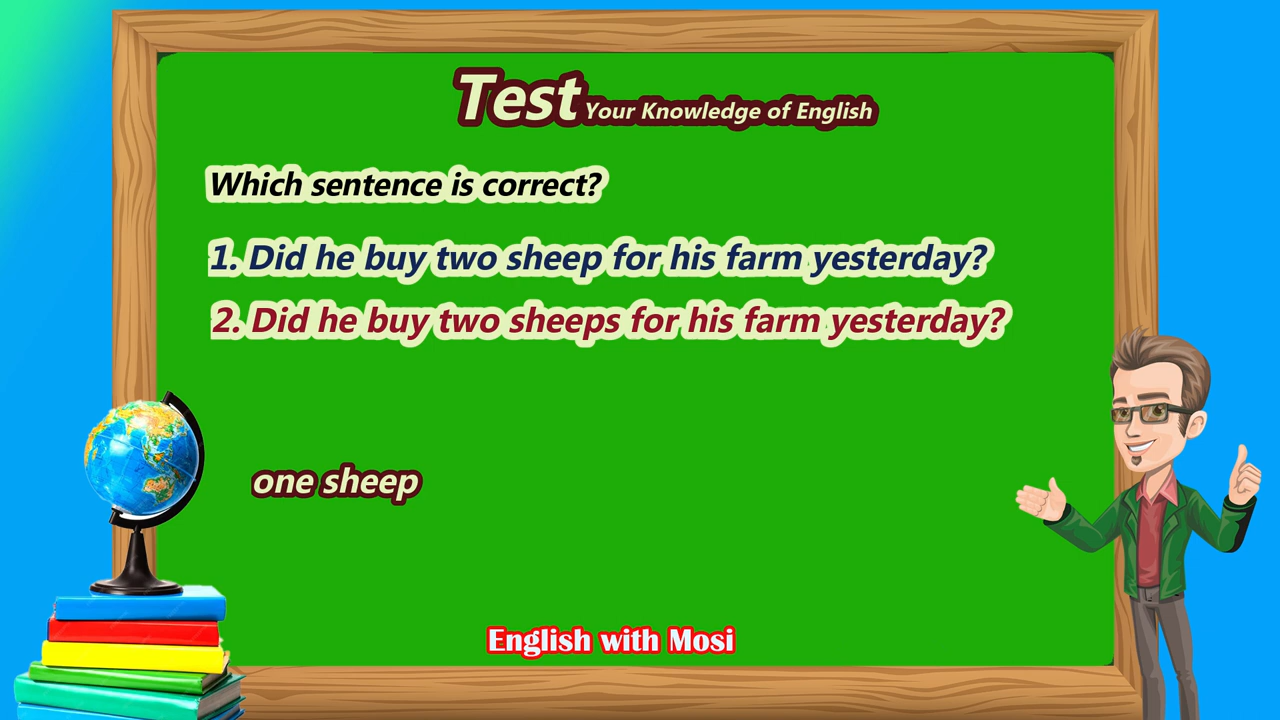 Test Your Knowledge of English
Which sentence is correct?
1. Did he buy two sheep for his farm yesterday?
2. Did he buy two sheeps for his farm yesterday?
one sheep
English with Mosi